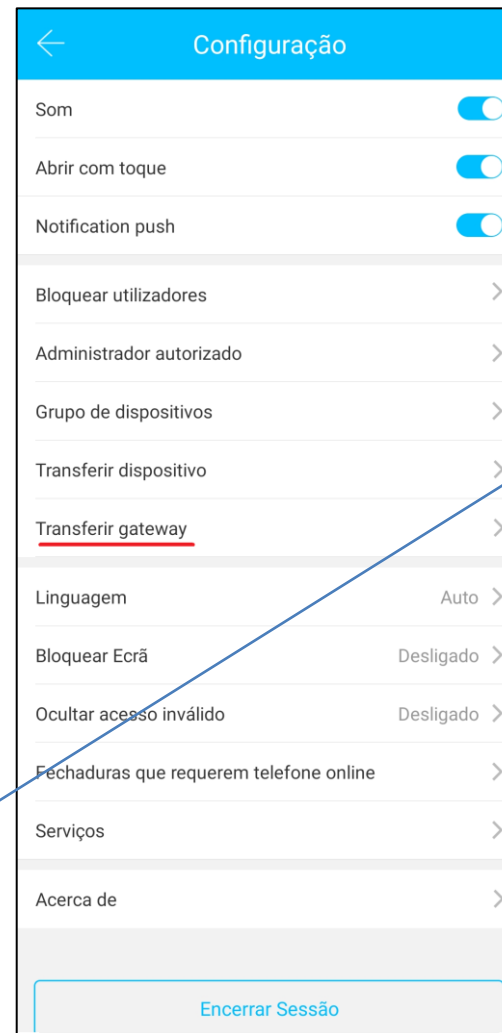 Configuração
Som
Abrir com toque
Notification push
Bloquear utilizadores
Administrador autorizado
Grupo de dispositivos
Transferir dispositivo
Transferir gateway
Linguagem Auto
Bloquear Ecrã Desligado
Ocultar acesso inválido Desligado
Fechaduras que requerem telefone online
Serviços
Acerca de
Encerrar Sessão